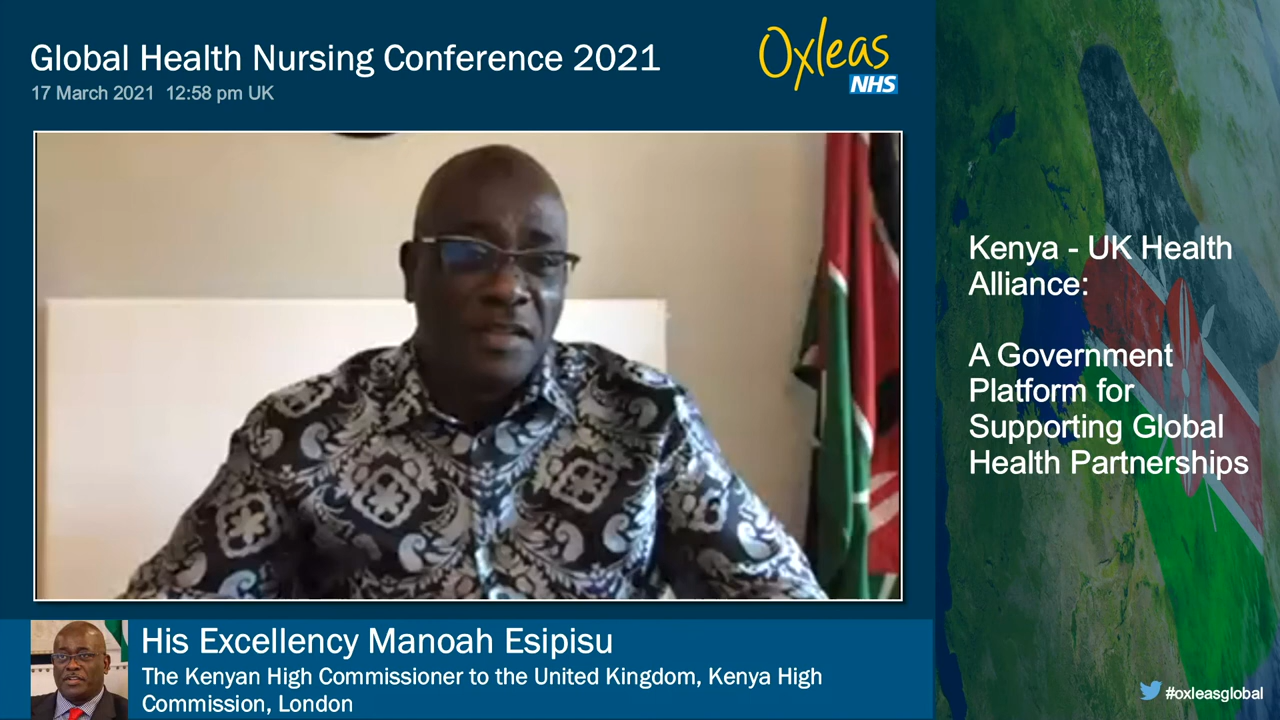 Global Health Nursing Conference 2021
17 March 2021 12:58 pm UK
Oxleas
NHS
Kenya - UK Health
Alliance:
A Government
Platform for
Supporting Global
Health Partnerships
His Excellency Manoah Esipisu
The Kenyan High Commissioner to the United Kingdom, Kenya High
Commission, London
#oxleasglobal